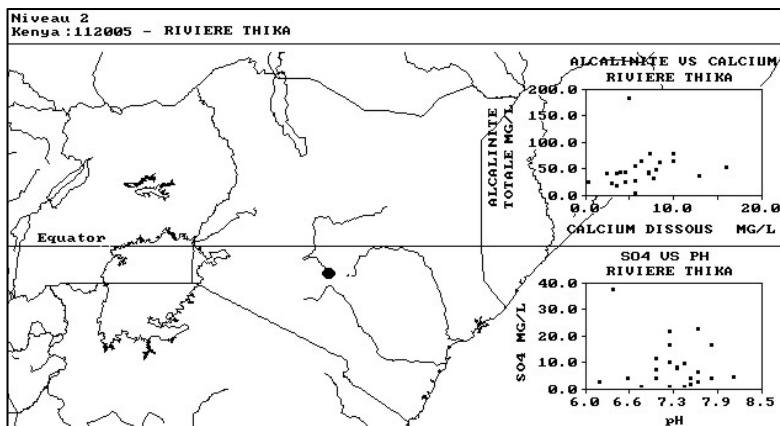 Niveau 2
Kenya:112005 - RIVIERE THIKA
Equator
ALCALINITE VS CALCIUM
RIVIERE THIKA
ALCALINITE
TOTALE MG/L
200.0
150.0
100.0
50.0
0.0
0.0 10.0 20.0
CALCIUM DISSOUS MG/L
SO4 VS PH
RIVIERE THIKA
SO4 MG/L
40.0
30.0
20.0
10.0
0.0
6.0 6.6 7.3 7.9 8.5
pH